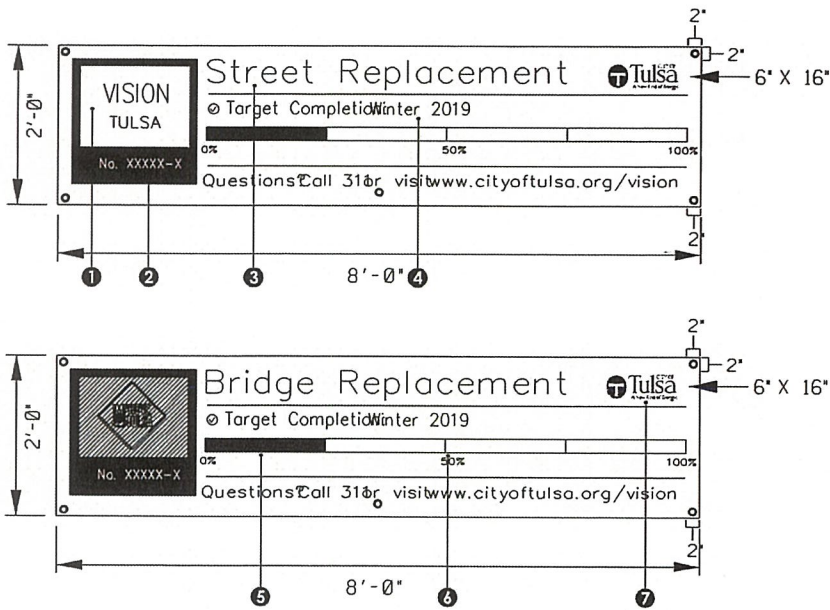 2"
2"
6" X 16"
2'-0"
VISION
TULSA
No. XXXXX-X
Street Replacement
Tulsa
Target Completion: Winter 2019
0%
50%
100%
Questions? Call 311 or visit www.cityoftulsa.org/vision
2"
8'-0"
1
2
3
4
2"
2"
6" X 16"
2'-0"
No. XXXXX-X
Bridge Replacement
Tulsa
Target Completion: Winter 2019
0%
50%
100%
Questions? Call 311 or visit www.cityoftulsa.org/vision
2"
8'-0"
5
6
7